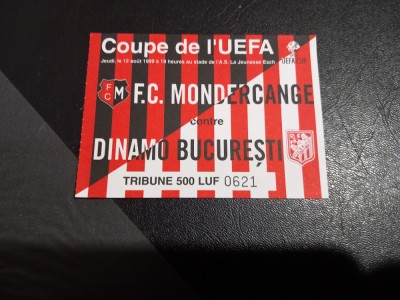 Coupe de l'UEFA
Jeudi, le 12 août 1999 à 19 heures au stade de l'A.S. La Jeunesse Esch
UEFA CUP
FCM
F.C. MONDERCANGE
contre
DINAMO BUCUREŞTI
TRIBUNE 500 LUF 0621